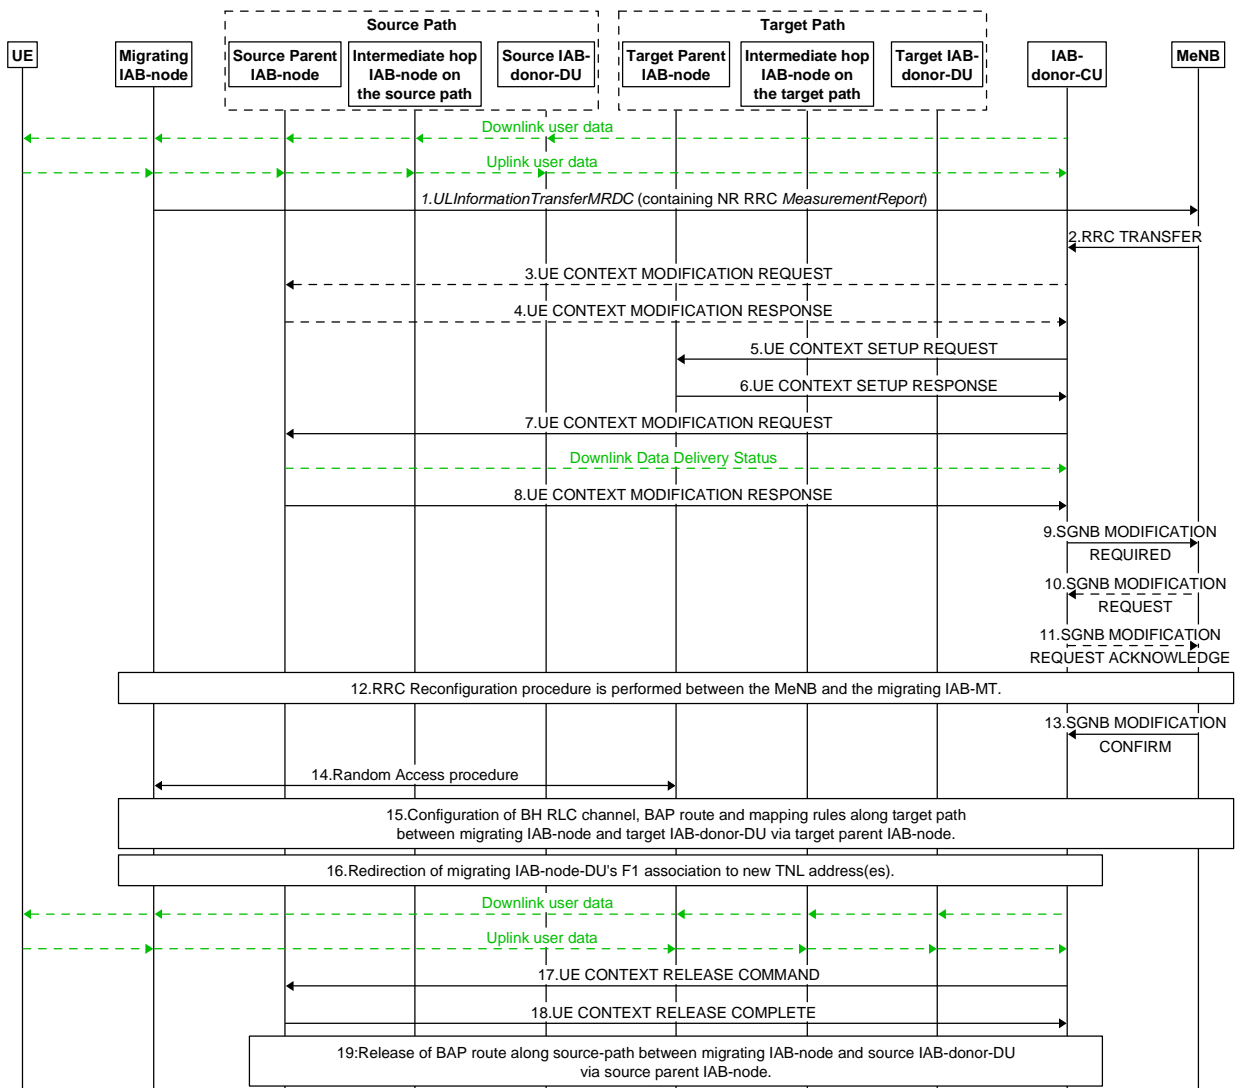 Source Path
Target Path
UE
Migrating
IAB-node
Source Parent
IAB-node
Intermediate hop
IAB-node on
the source path
Source IAB-
donor-DU
Target Parent
IAB-node
Intermediate hop
IAB-node on
the target path
Target IAB-
donor-DU
IAB-
donor-CU
MeNB
Downlink user data
Uplink user data
1.ULInformationTransferMRDC (containing NR RRC MeasurementReport)
2.RRC TRANSFER
3.UE CONTEXT MODIFICATION REQUEST
4.UE CONTEXT MODIFICATION RESPONSE
5.UE CONTEXT SETUP REQUEST
6.UE CONTEXT SETUP RESPONSE
7.UE CONTEXT MODIFICATION REQUEST
Downlink Data Delivery Status
8.UE CONTEXT MODIFICATION RESPONSE
9.SGNB MODIFICATION
REQUIRED
10.SGNB MODIFICATION
REQUEST
11.SGNB MODIFICATION
REQUEST ACKNOWLEDGE
12.RRC Reconfiguration procedure is performed between the MeNB and the migrating IAB-MT.
13.SGNB MODIFICATION
CONFIRM
14.Random Access procedure
15.Configuration of BH RLC channel, BAP route and mapping rules along target path
between migrating IAB-node and target IAB-donor-DU via target parent IAB-node.
16.Redirection of migrating IAB-node-DU's F1 association to new TNL address(es).
Downlink user data
Uplink user data
17.UE CONTEXT RELEASE COMMAND
18.UE CONTEXT RELEASE COMPLETE
19:Release of BAP route along source-path between migrating IAB-node and source IAB-donor-DU
via source parent IAB-node.